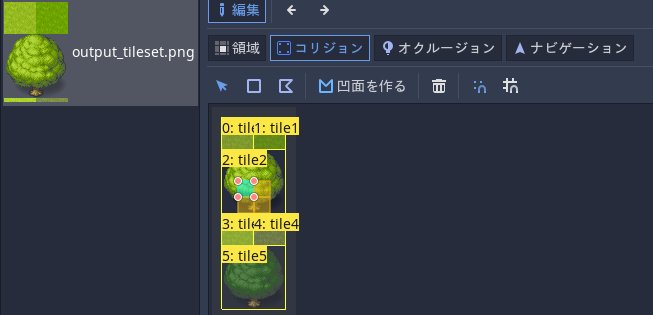 編集
領域 コリジョン オクルージョン ナビゲーション
output_tileset.png
凹面を作る
0: tile 1: tile1
2: tile2
3: tile 4: tile4
5: tile5